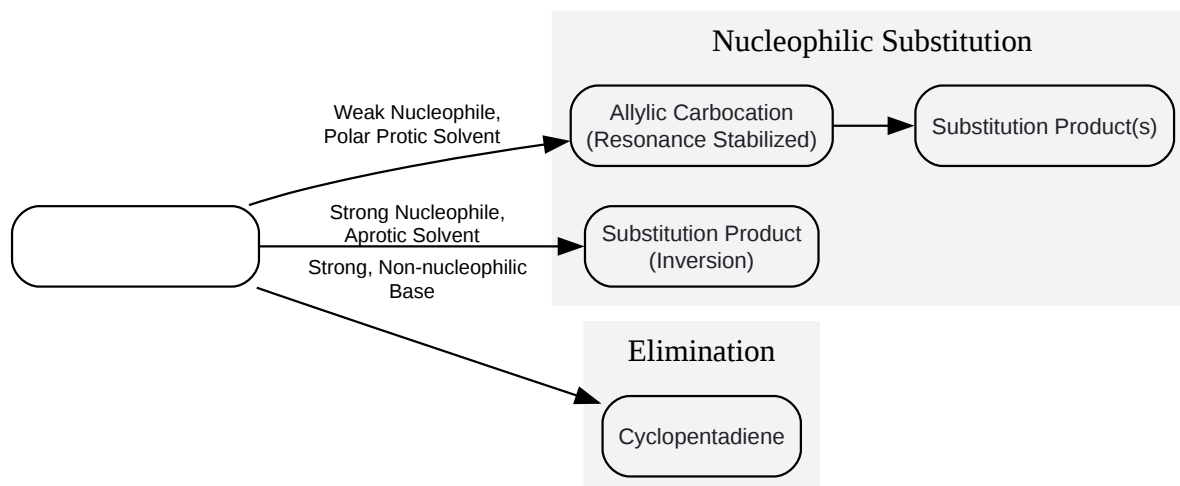 Nucleophilic Substitution
Weak Nucleophile,
Polar Protic Solvent
Allylic Carbocation
(Resonance Stabilized)
Substitution Product(s)
Strong Nucleophile,
Aprotic Solvent
Substitution Product
(Inversion)
Strong, Non-nucleophilic
Base
Elimination
Cyclopentadiene